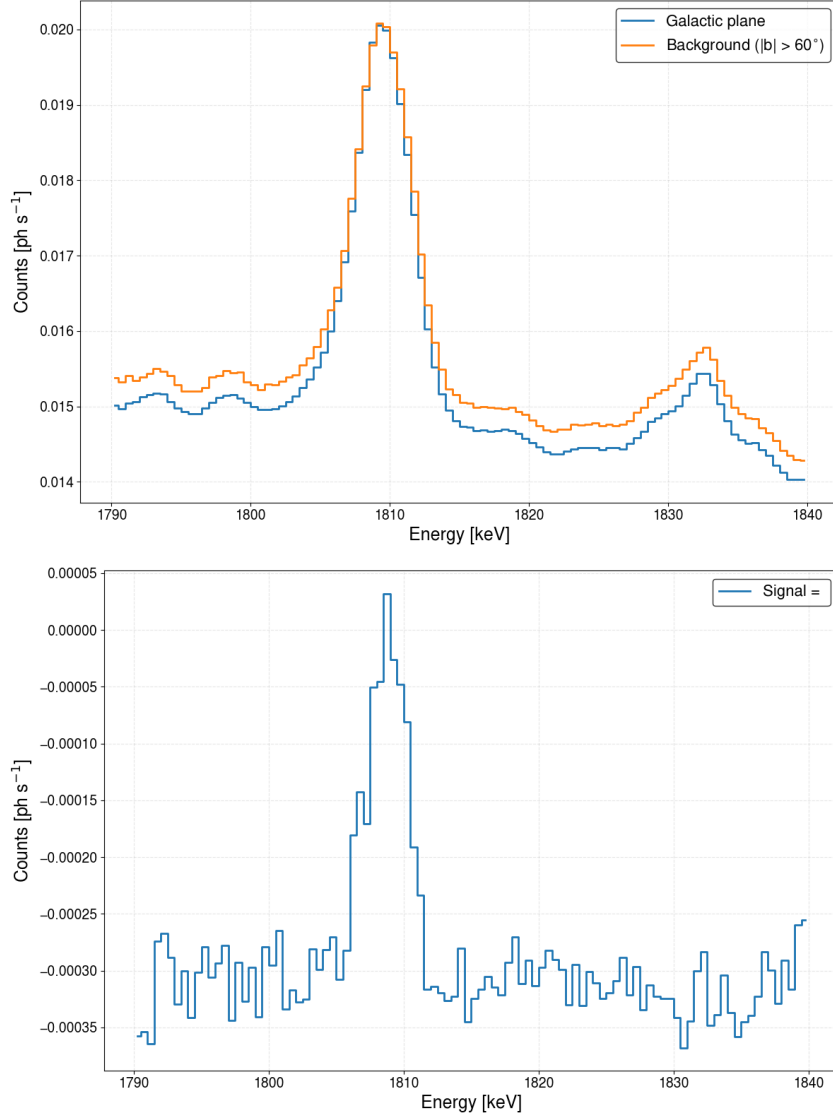 0.020
0.019
0.018
0.017
0.016
0.015
0.014
Counts [ph s⁻¹]
Galactic plane
Background (|b| > 60°)
1790 1800 1810 1820 1830 1840
Energy [keV]
0.00005
0.00000
−0.00005
−0.00010
−0.00015
−0.00020
−0.00025
−0.00030
−0.00035
Counts [ph s⁻¹]
Signal =
1790 1800 1810 1820 1830 1840
Energy [keV]